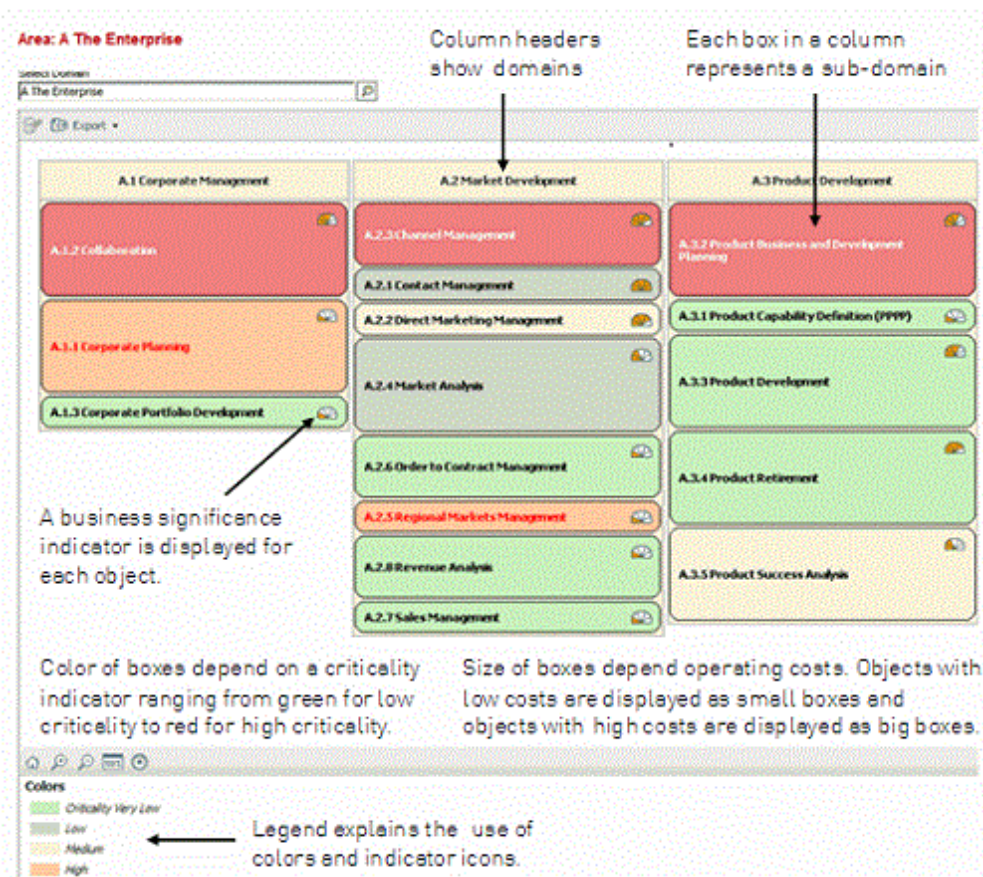 Area: A The Enterprise
Column headers
show domains
Each box in a column
represents a sub-domain
Select Domain
A The Enterprise
Export
A.1 Corporate Management
A.2 Market Development
A.3 Product Development
A.1.2 Collaboration
A.1.1 Corporate Planning
A.1.3 Corporate Portfolio Development
A.2.3 Channel Management
A.2.1 Contact Management
A.2.2 Direct Marketing Management
A.2.4 Market Analysis
A.2.6 Order to Contract Management
A.2.5 Regional Markets Management
A.2.8 Revenue Analysis
A.2.7 Sales Management
A.3.2 Product Business and Development
Planning
A.3.1 Product Capability Definition (PPPP)
A.3.3 Product Development
A.3.4 Product Retirement
A.3.5 Product Success Analysis
A business significance
indicator is displayed for
each object.
Color of boxes depend on a criticality
indicator ranging from green for low
criticality to red for high criticality.
Size of boxes depend operating costs. Objects with
low costs are displayed as small boxes and
objects with high costs are displayed as big boxes.
Colors
Criticality Very Low
Low
Medium
High
Legend explains the use of
colors and indicator icons.